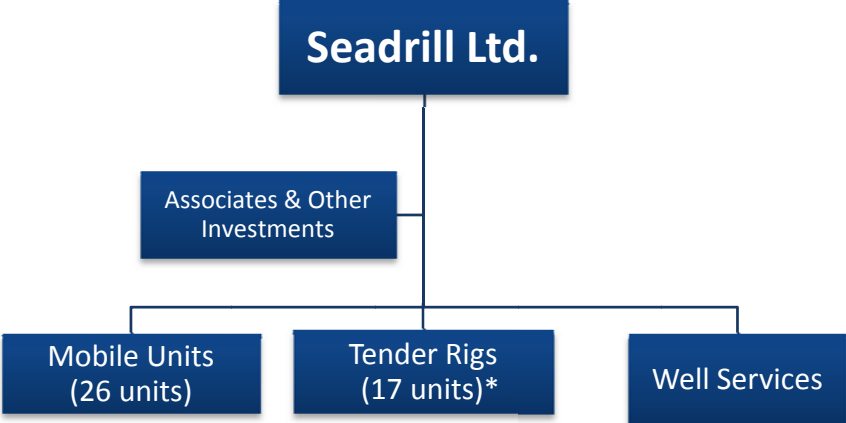 Seadrill Ltd.
Associates & Other
Investments
Mobile Units
(26 units)
Tender Rigs
(17 units)*
Well Services